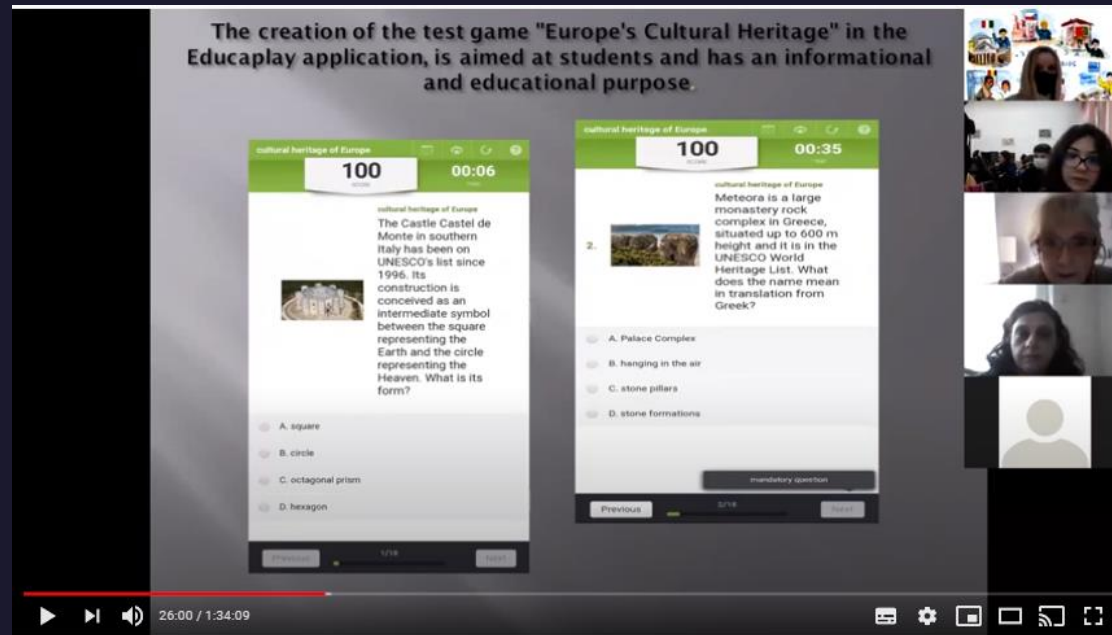 The creation of the test game "Europe's Cultural Heritage" in the
Educaplay application, is aimed at students and has an informational
and educational purpose.
cultural heritage of Europe
100
00:06
cultural heritage of Europe
The Castle Castel de
Monte in southern
Italy has been on
UNESCO's list since
1996. Its
construction is
conceived as an
intermediate symbol
between the square
representing the
Earth and the circle
representing the
Heaven. What is its
form?
A. square
B. circle
C. octagonal prism
D. hexagon
Previous
1/18
Next
cultural heritage of Europe
100
00:35
cultural heritage of Europe
2.
Meteora is a large
monastery rock
complex in Greece,
situated up to 600 m
height and it is in the
UNESCO World
Heritage List. What
does the name mean
in translation from
Greek?
A. Palace Complex
B. hanging in the air
C. stone pillars
D. stone formations
mandatory question
Previous
2/18
Next
26:00 / 1:34:09